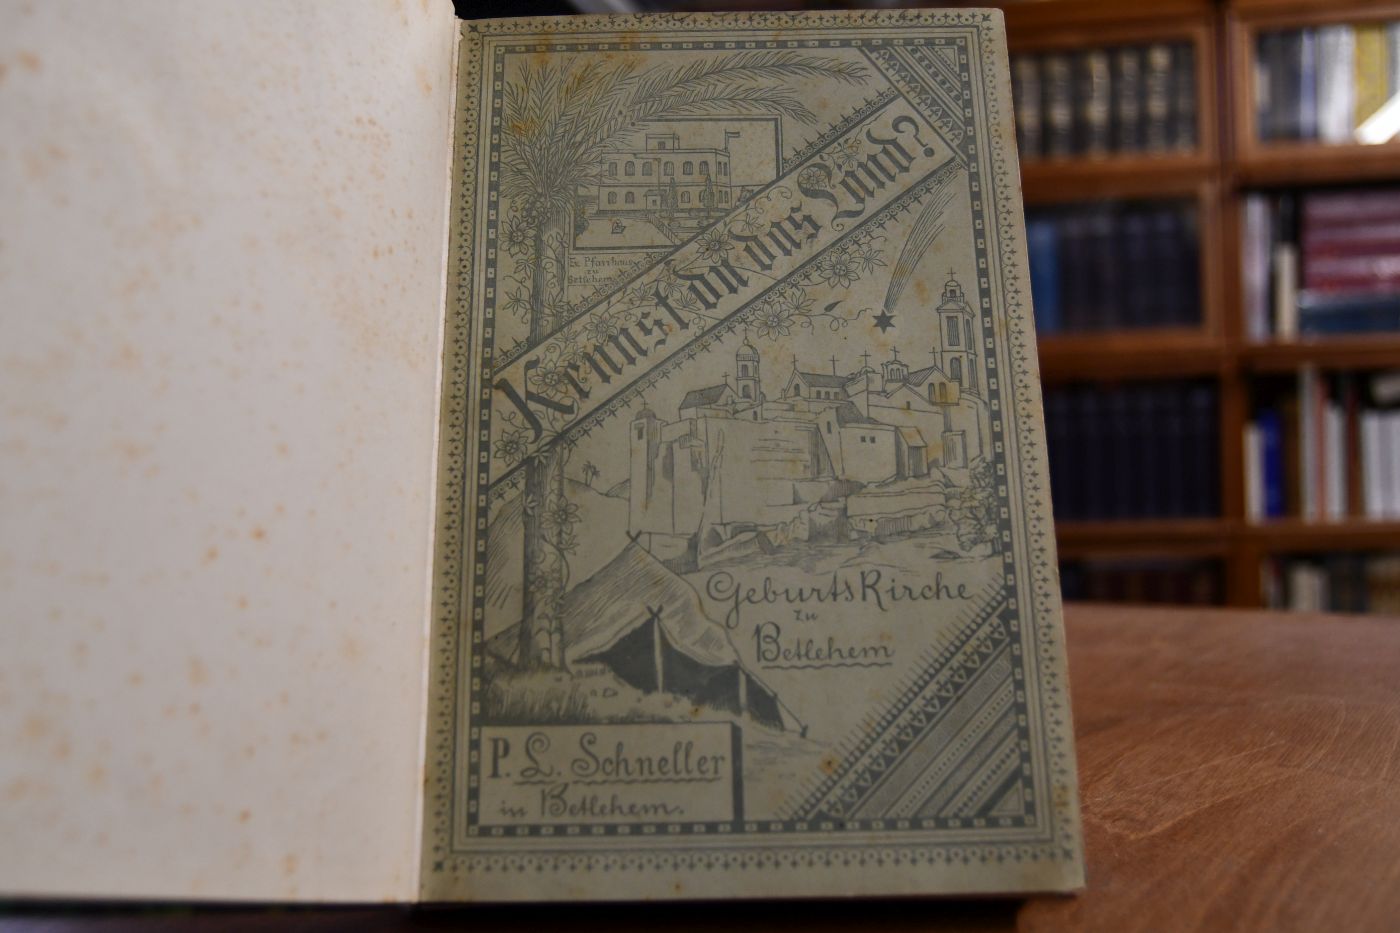 Ev. Pfarrhaus
zu
Betlehem
Kennst du das Land?
GeburtsKirche
zu
Betlehem
P. L. Schneller
in Betlehem.